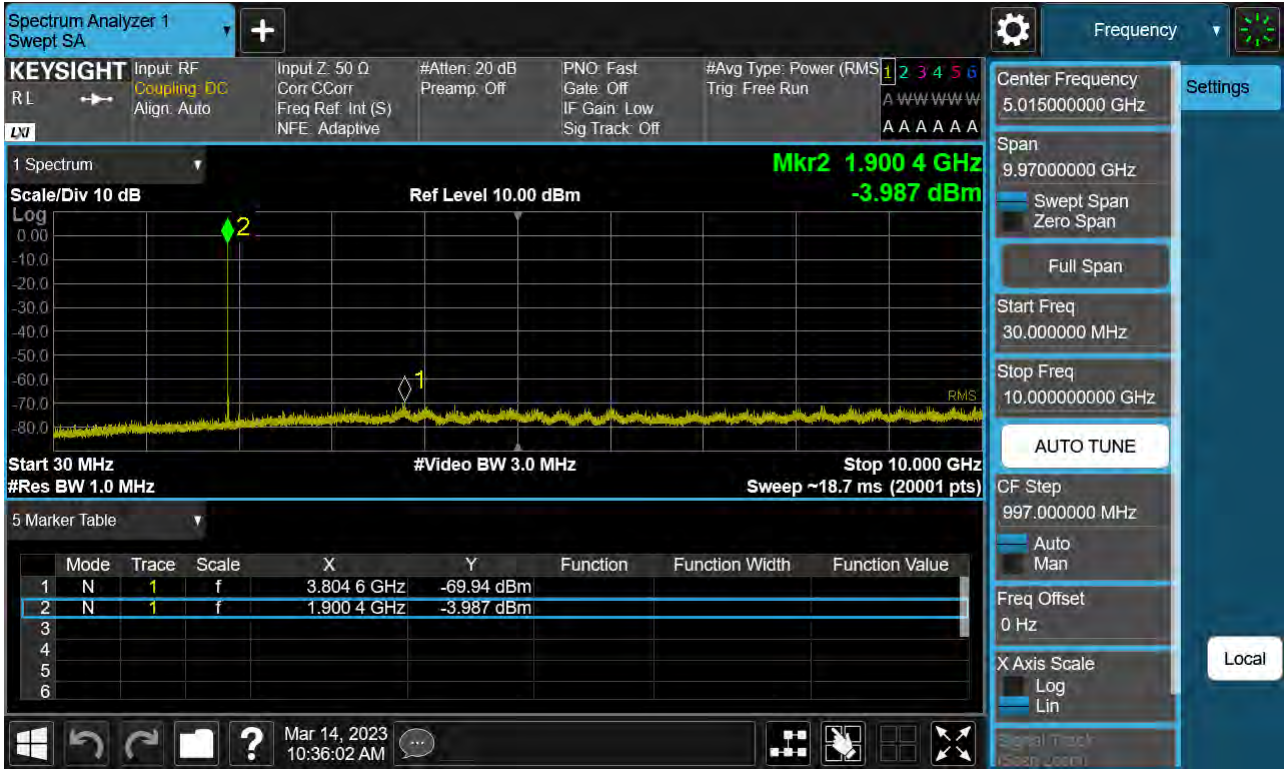 Spectrum Analyzer 1
Swept SA
+
Frequency
KEYSIGHT
RL
LXI
Input: RF
Coupling: DC
Align: Auto
Input Z: 50 Ω
Corr CCorr
Freq Ref: Int (S)
NFE: Adaptive
#Atten: 20 dB
Preamp: Off
PNO: Fast
Gate: Off
IF Gain: Low
Sig Track: Off
#Avg Type: Power (RMS
Trig: Free Run
1 2 3 4 5 6
A W W W W W
A A A A A A
1 Spectrum
Scale/Div 10 dB
Ref Level 10.00 dBm
Mkr2 1.900 4 GHz
-3.987 dBm
Log
0.00
-10.0
-20.0
-30.0
-40.0
-50.0
-60.0
-70.0
-80.0
2
1
RMS
Start 30 MHz
#Video BW 3.0 MHz
Stop 10.000 GHz
#Res BW 1.0 MHz
Sweep ~18.7 ms (20001 pts)
5 Marker Table
Mode Trace Scale X Y Function Function Width Function Value
1 N 1 f 3.804 6 GHz -69.94 dBm
2 N 1 f 1.900 4 GHz -3.987 dBm
3
4
5
6
?
Mar 14, 2023
10:36:02 AM
Center Frequency
5.015000000 GHz
Settings
Span
9.97000000 GHz
Swept Span
Zero Span
Full Span
Start Freq
30.000000 MHz
Stop Freq
10.000000000 GHz
AUTO TUNE
CF Step
997.000000 MHz
Auto
Man
Freq Offset
0 Hz
X Axis Scale
Log
Lin
Signal Track
(Span Zoom)
Local